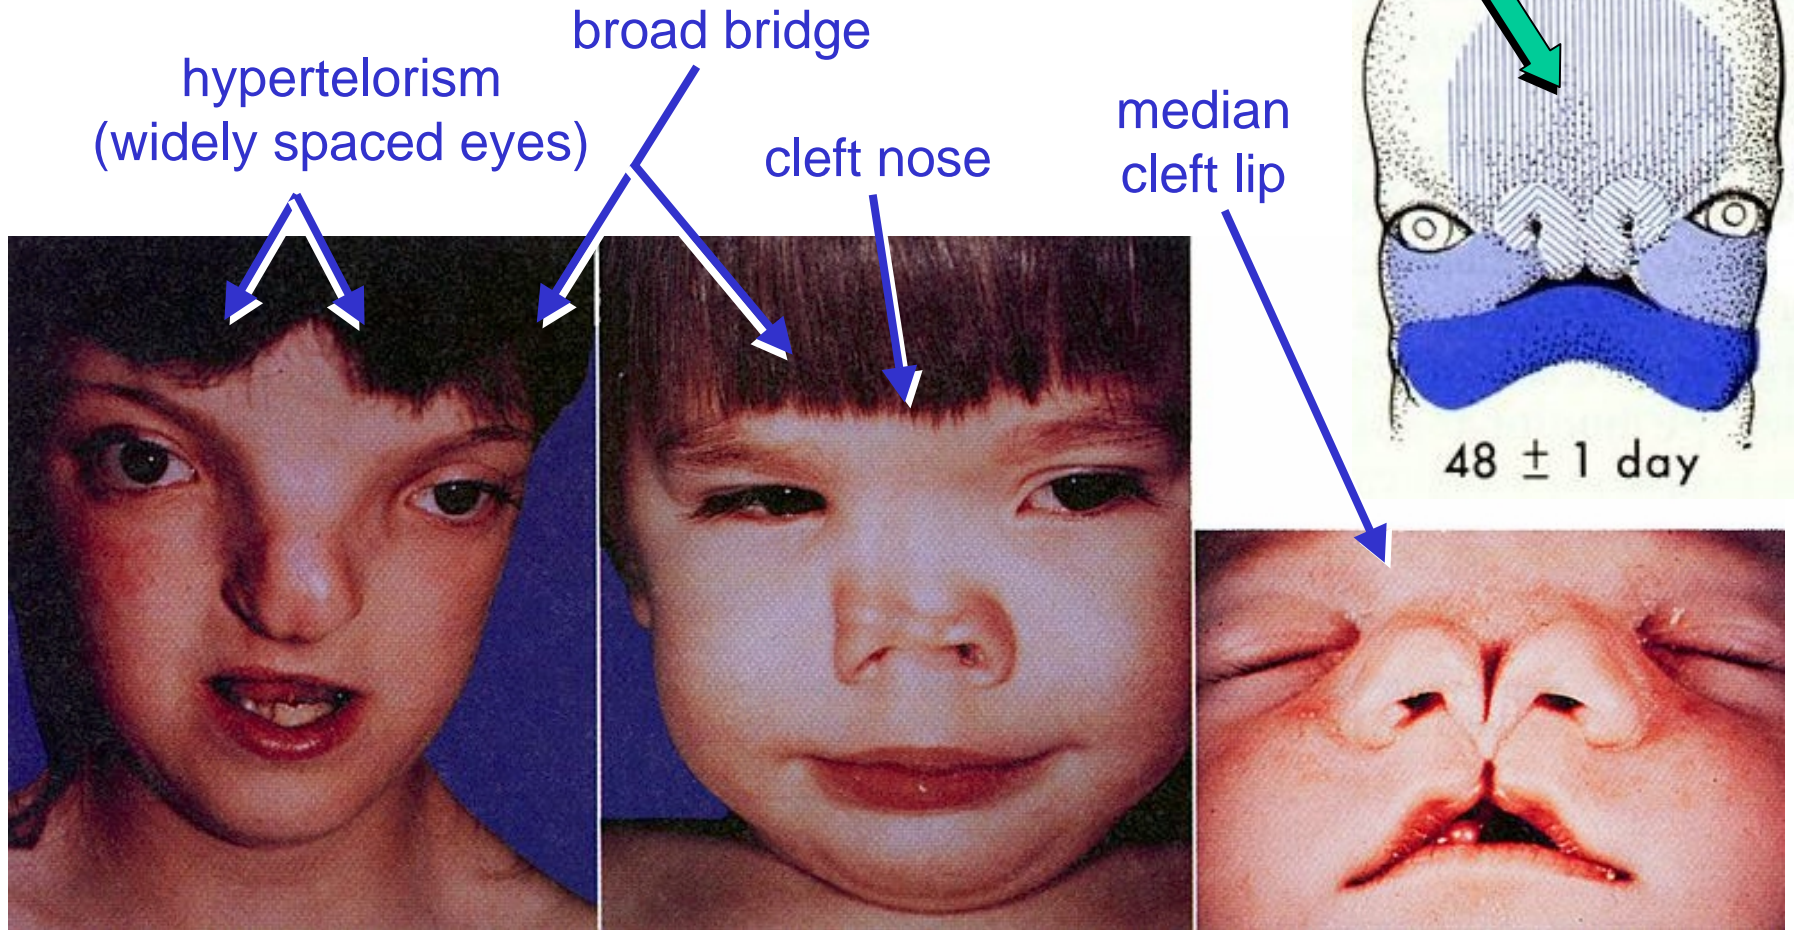 broad bridge
hypertelorism
(widely spaced eyes)
cleft nose
median
cleft lip
48 ± 1 day